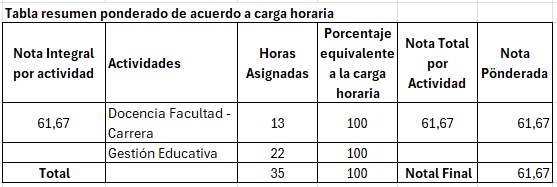 Tabla resumen ponderado de acuerdo a carga horaria
Nota Integral por actividad Actividades Horas Asignadas Porcentaje equivalente a la carga horaria Nota Total por Actividad Nota Pönderada
61,67 Docencia Facultad - Carrera 13 100 61,67 61,67
Gestión Educativa 22 100
Total 35 100 Notal Final 61,67